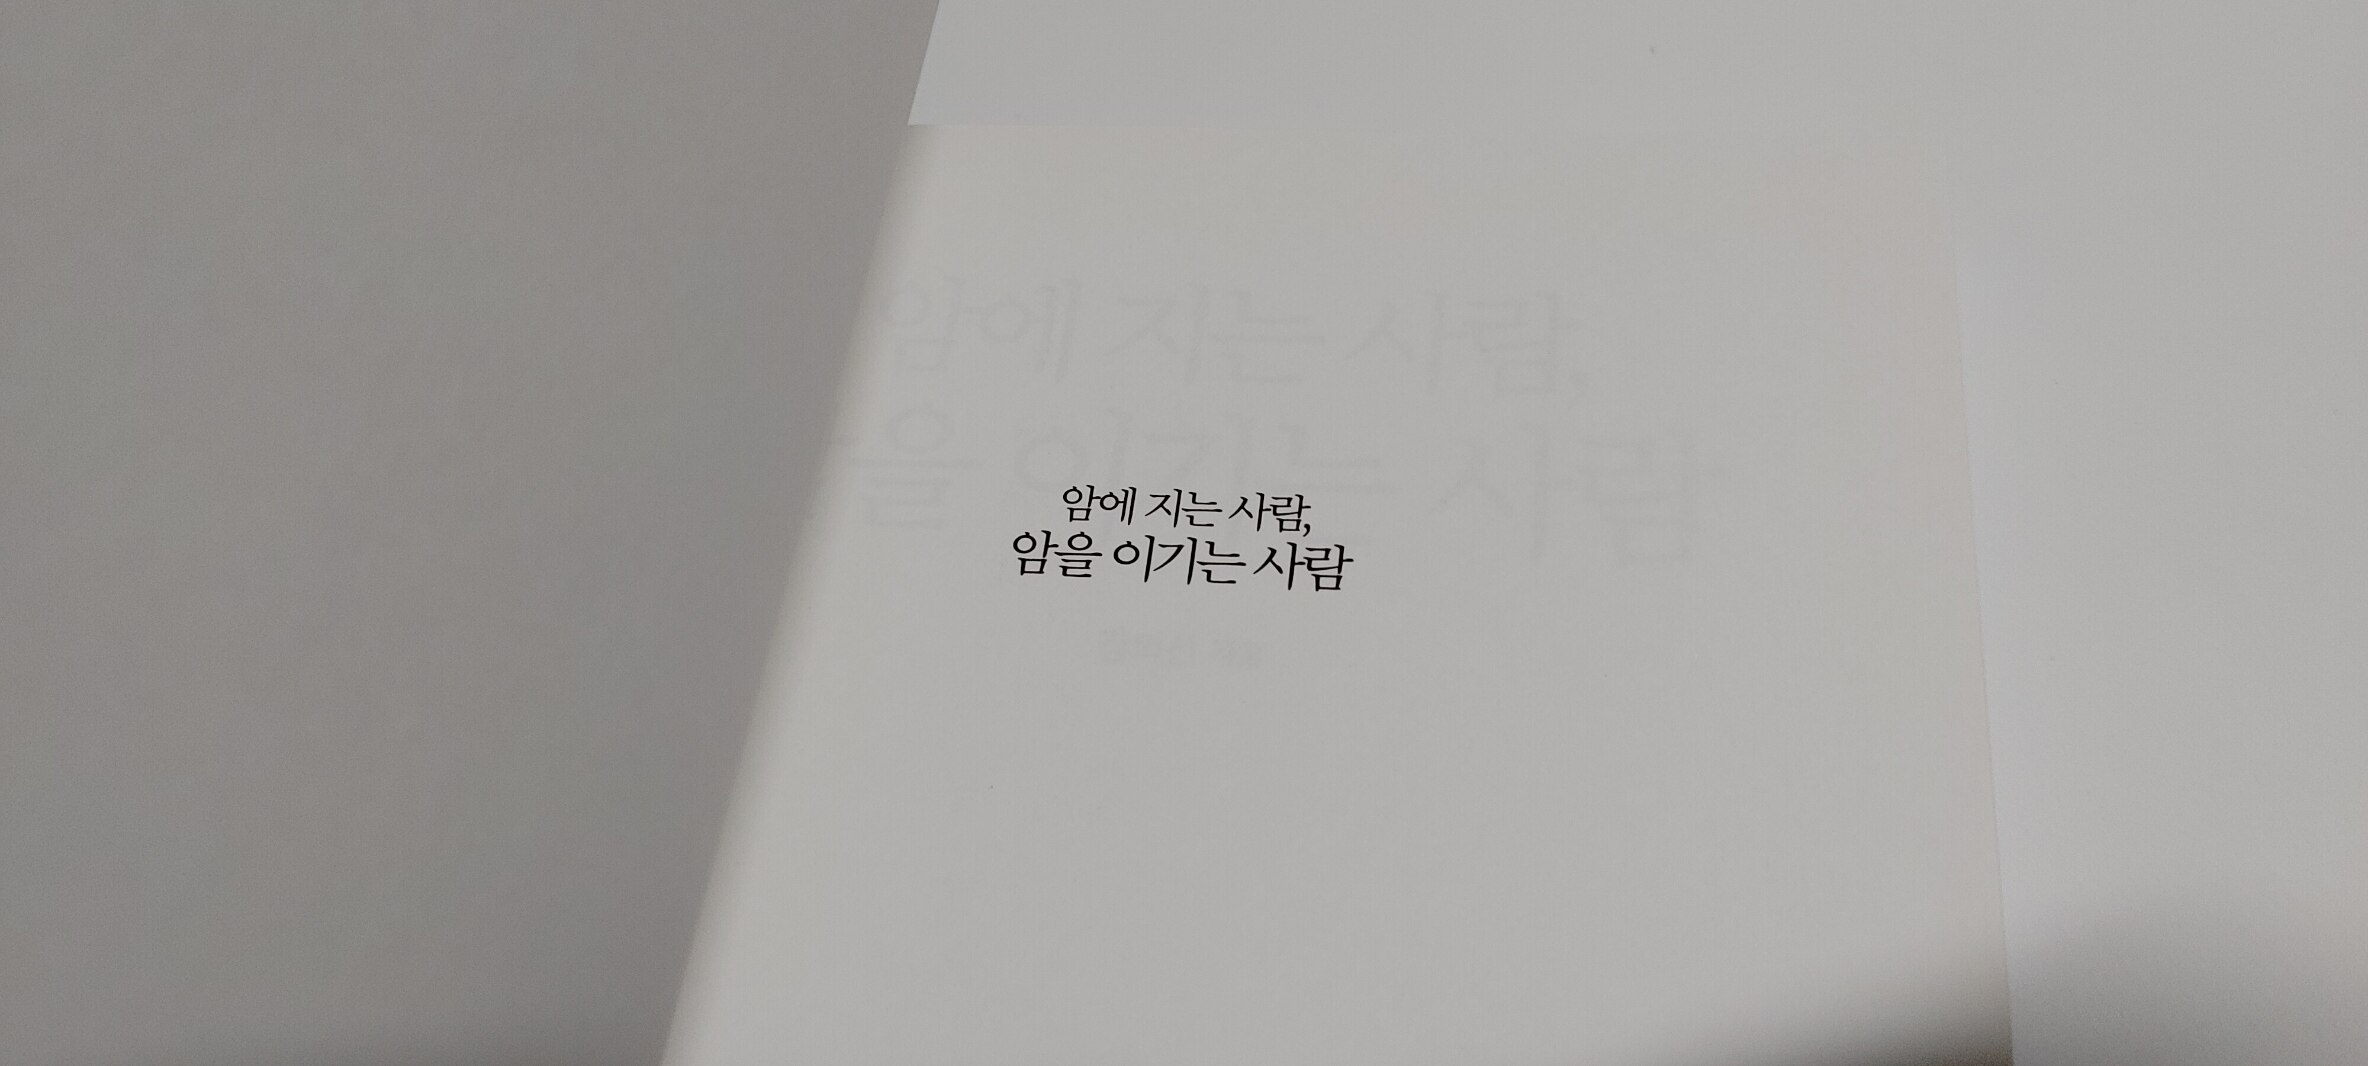 암에 지는 사람,
암을 이기는 사람